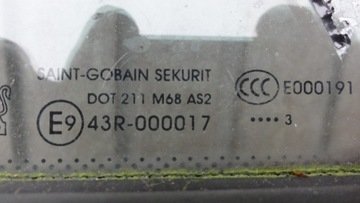 SAINT-GOBAIN SEKURIT
DOT 211 M68 AS2
E9 43R-000017
CCC E000191
•••• 3